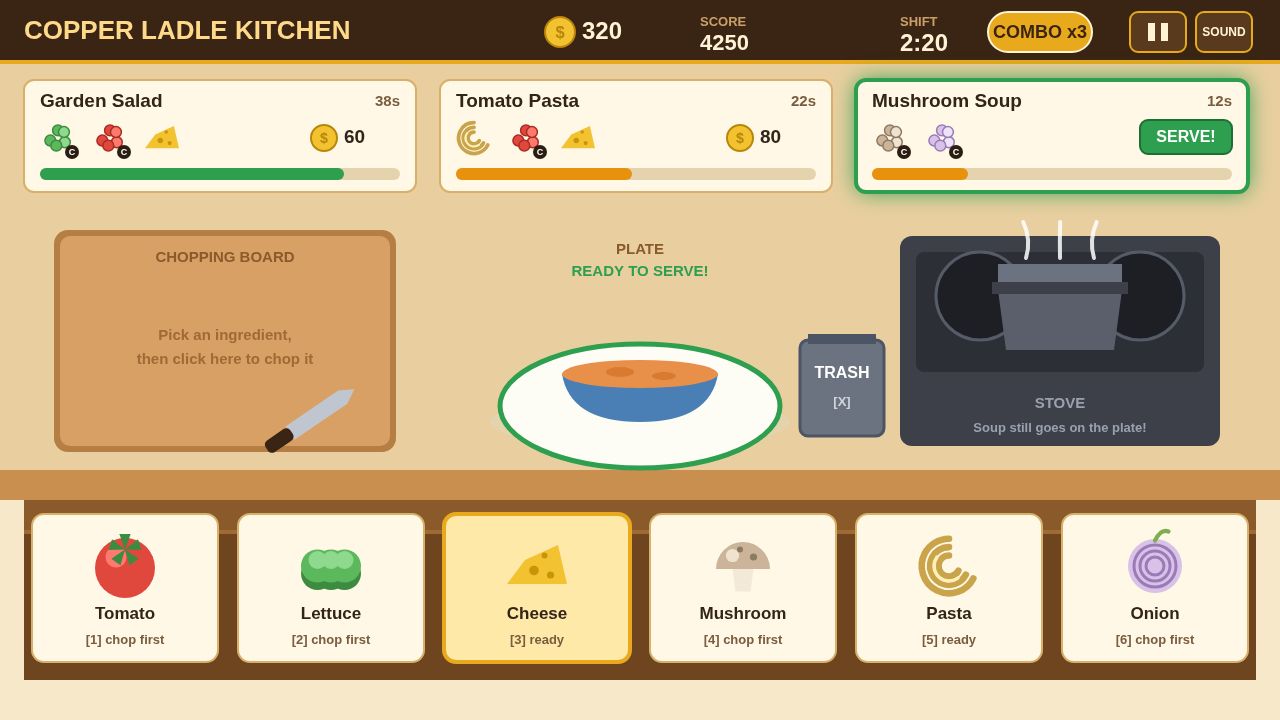 COPPER LADLE KITCHEN
$ 320
SCORE
4250
SHIFT
2:20
COMBO x3
SOUND
Garden Salad
38s
C
C
$ 60
Tomato Pasta
22s
C
$ 80
Mushroom Soup
12s
C
C
SERVE!
CHOPPING BOARD
Pick an ingredient,
then click here to chop it
PLATE
READY TO SERVE!
TRASH
[X]
STOVE
Soup still goes on the plate!
Tomato
[1] chop first
Lettuce
[2] chop first
Cheese
[3] ready
Mushroom
[4] chop first
Pasta
[5] ready
Onion
[6] chop first